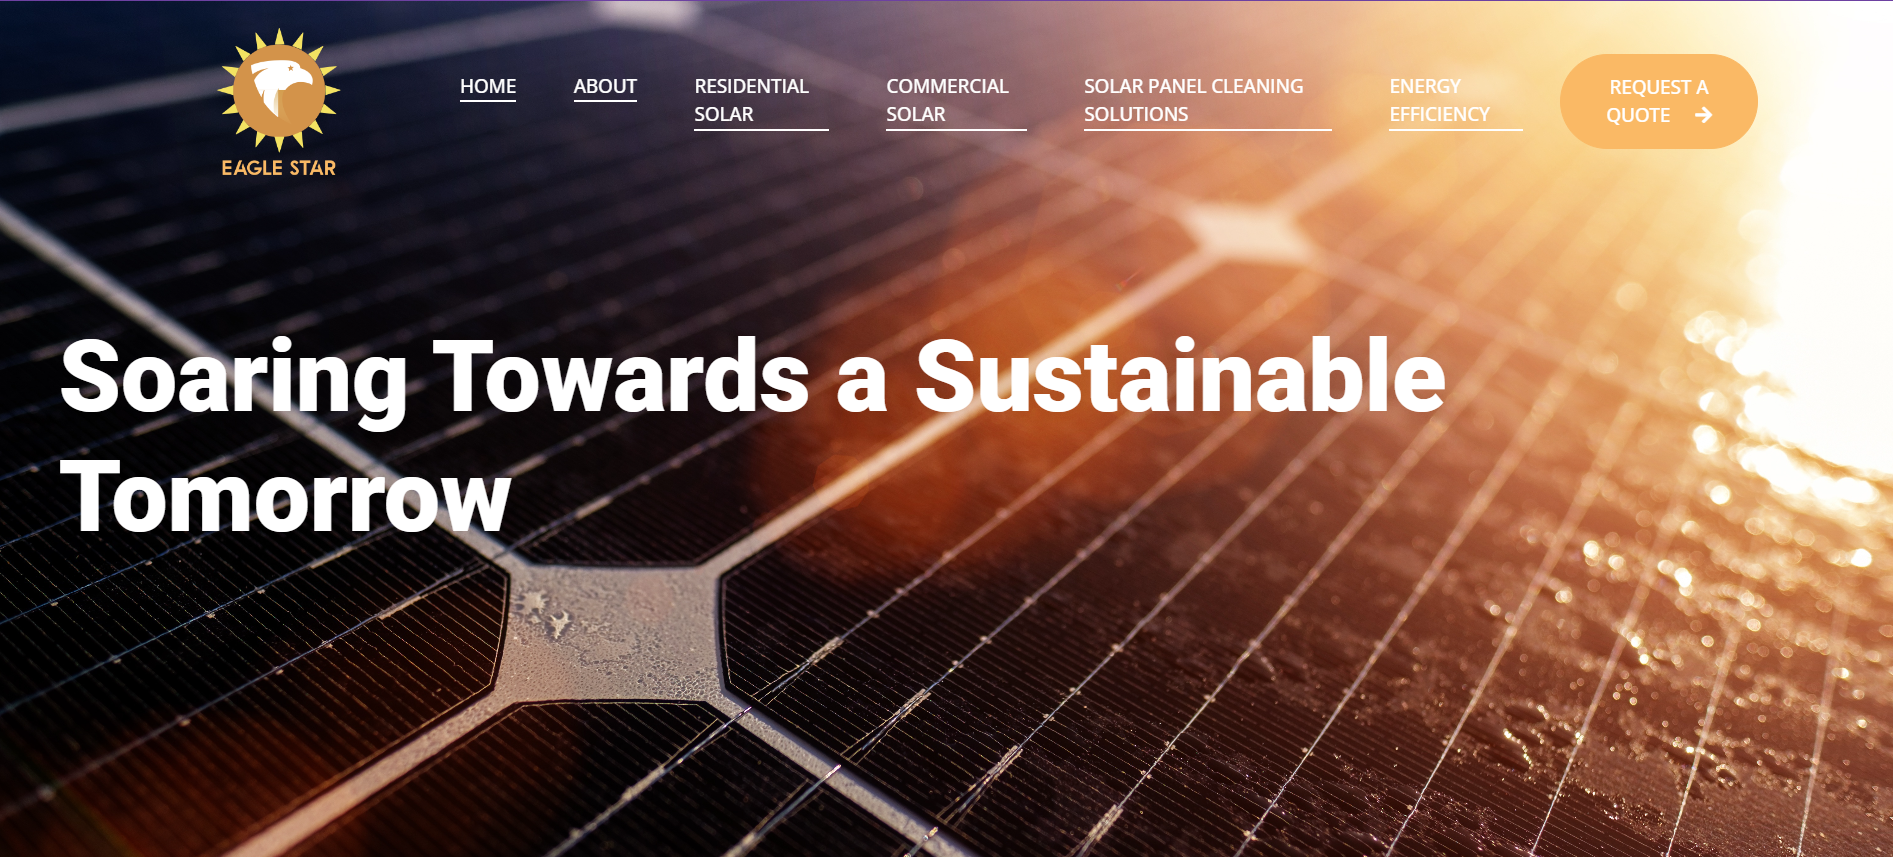 EAGLE STAR
HOME
ABOUT
RESIDENTIAL
SOLAR
COMMERCIAL
SOLAR
SOLAR PANEL CLEANING
SOLUTIONS
ENERGY
EFFICIENCY
REQUEST A
QUOTE
Soaring Towards a Sustainable
Tomorrow